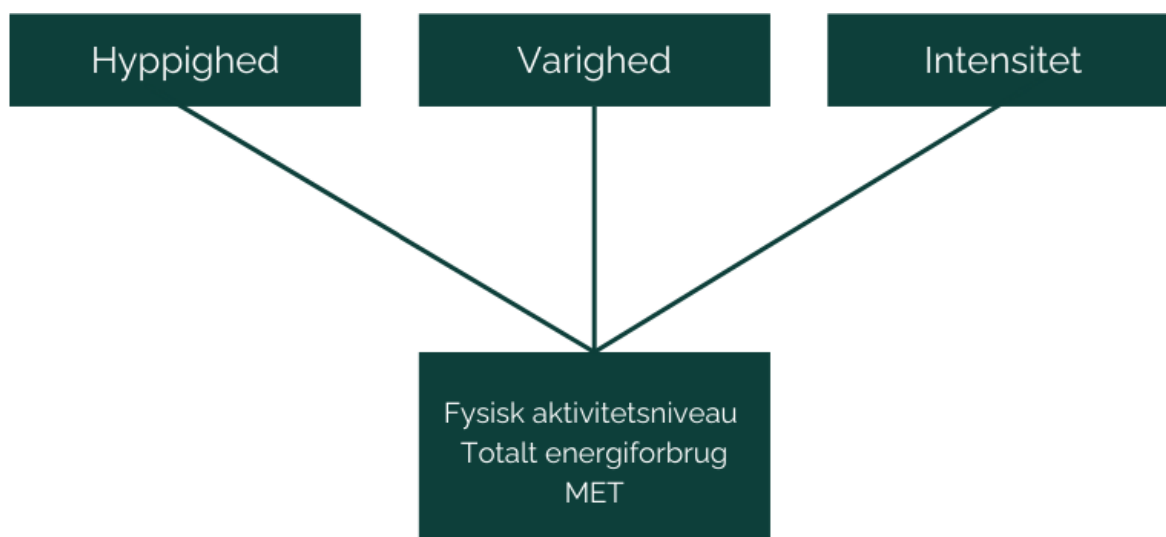 Hyppighed
Varighed
Intensitet
Fysisk aktivitetsniveau
Totalt energiforbrug
MET